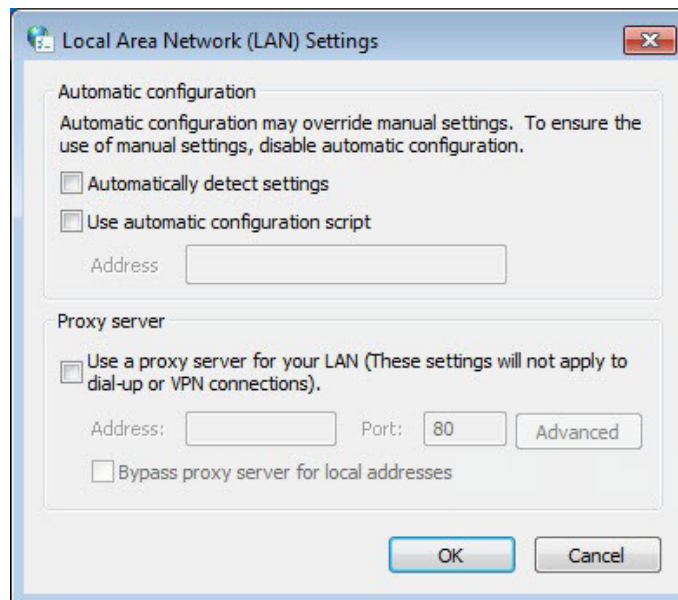 Local Area Network (LAN) Settings
Automatic configuration
Automatic configuration may override manual settings. To ensure the
use of manual settings, disable automatic configuration.
Automatically detect settings
Use automatic configuration script
Address
Proxy server
Use a proxy server for your LAN (These settings will not apply to
dial-up or VPN connections).
Address: Port: 80 Advanced
Bypass proxy server for local addresses
OK Cancel